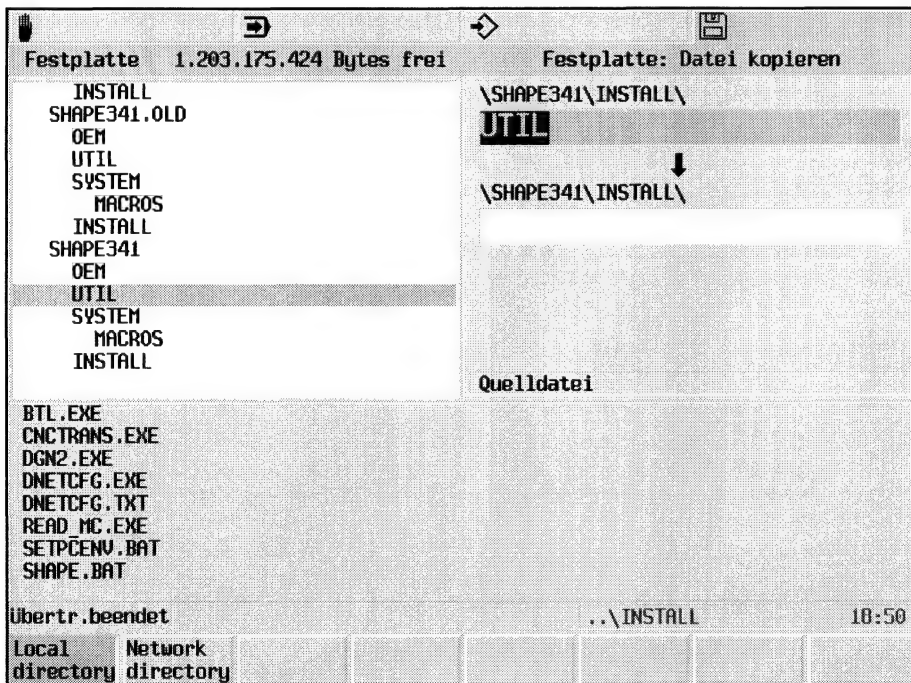 Festplatte 1.203.175.424 Bytes frei
Festplatte: Datei kopieren
INSTALL
SHAPE341.OLD
OEM
UTIL
SYSTEM
MACROS
INSTALL
SHAPE341
OEM
UTIL
SYSTEM
MACROS
INSTALL
\SHAPE341\INSTALL\
UTIL
\SHAPE341\INSTALL\
Quelldatei
BTL.EXE
CNCTRANS.EXE
DGN2.EXE
DNETCFG.EXE
DNETCFG.TXT
READ_MC.EXE
SETPCENV.BAT
SHAPE.BAT
Übertr.beendet ..\INSTALL 18:50
Local directory
Network directory